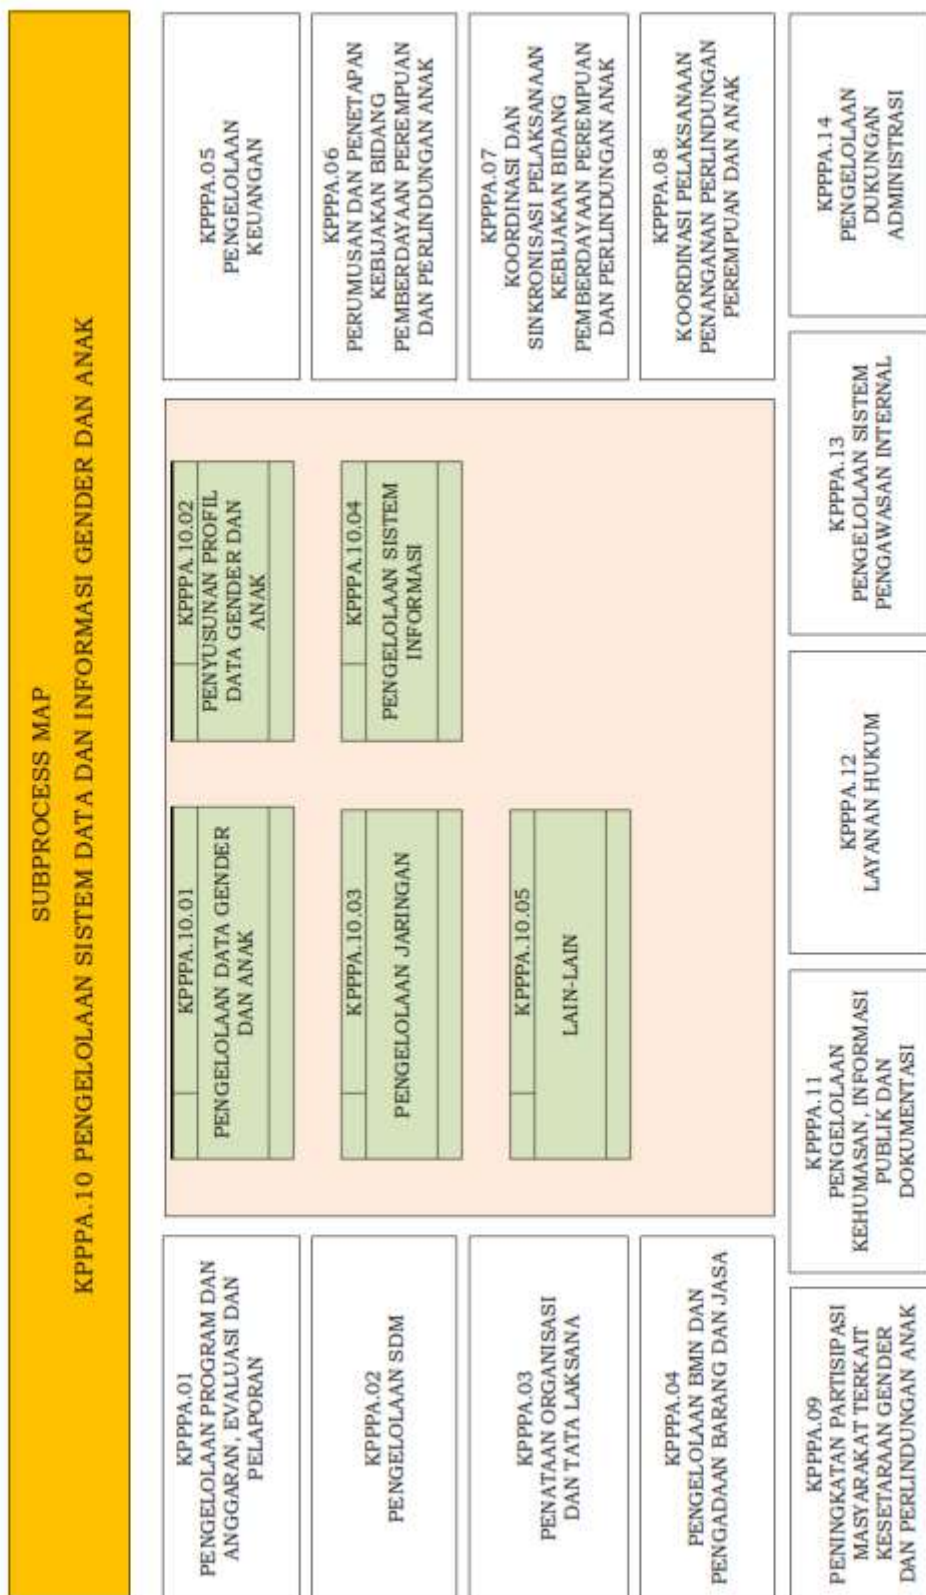 SUBPROCESS MAP
KPPPA.10 PENGELOLAAN SISTEM DATA DAN INFORMASI GENDER DAN ANAK
KPPPA.01
PENGELOLAAN PROGRAM DAN
ANGGARAN, EVALUASI DAN
PELAPORAN
KPPPA.02
PENGELOLAAN SDM
KPPPA.03
PENATAAN ORGANISASI
DAN TATA LAKSANA
KPPPA.04
PENGELOLAAN BMN DAN
PENGADAAN BARANG DAN JASA
KPPPA.10.01
PENGELOLAAN DATA GENDER
DAN ANAK
KPPPA.10.02
PENYUSUNAN PROFIL
DATA GENDER DAN
ANAK
KPPPA.10.03
PENGELOLAAN JARINGAN
KPPPA.10.04
PENGELOLAAN SISTEM
INFORMASI
KPPPA.10.05
LAIN-LAIN
KPPPA.05
PENGELOLAAN
KEUANGAN
KPPPA.06
PERUMUSAN DAN PENETAPAN
KEBIJAKAN BIDANG
PEMBERDAYAAN PEREMPUAN
DAN PERLINDUNGAN ANAK
KPPPA.07
KOORDINASI DAN
SINKRONISASI PELAKSANAAN
KEBIJAKAN BIDANG
PEMBERDAYAAN PEREMPUAN
DAN PERLINDUNGAN ANAK
KPPPA.08
KOORDINASI PELAKSANAAN
PENANGANAN PERLINDUNGAN
PEREMPUAN DAN ANAK
KPPPA.09
PENINGKATAN PARTISIPASI
MASYARAKAT TERKAIT
KESETARAAN GENDER
DAN PERLINDUNGAN ANAK
KPPPA.11
PENGELOLAAN
KEHUMASAN, INFORMASI
PUBLIK DAN
DOKUMENTASI
KPPPA.12
LAYANAN HUKUM
KPPPA.13
PENGELOLAAN SISTEM
PENGAWASAN INTERNAL
KPPPA.14
PENGELOLAAN
DUKUNGAN
ADMINISTRASI